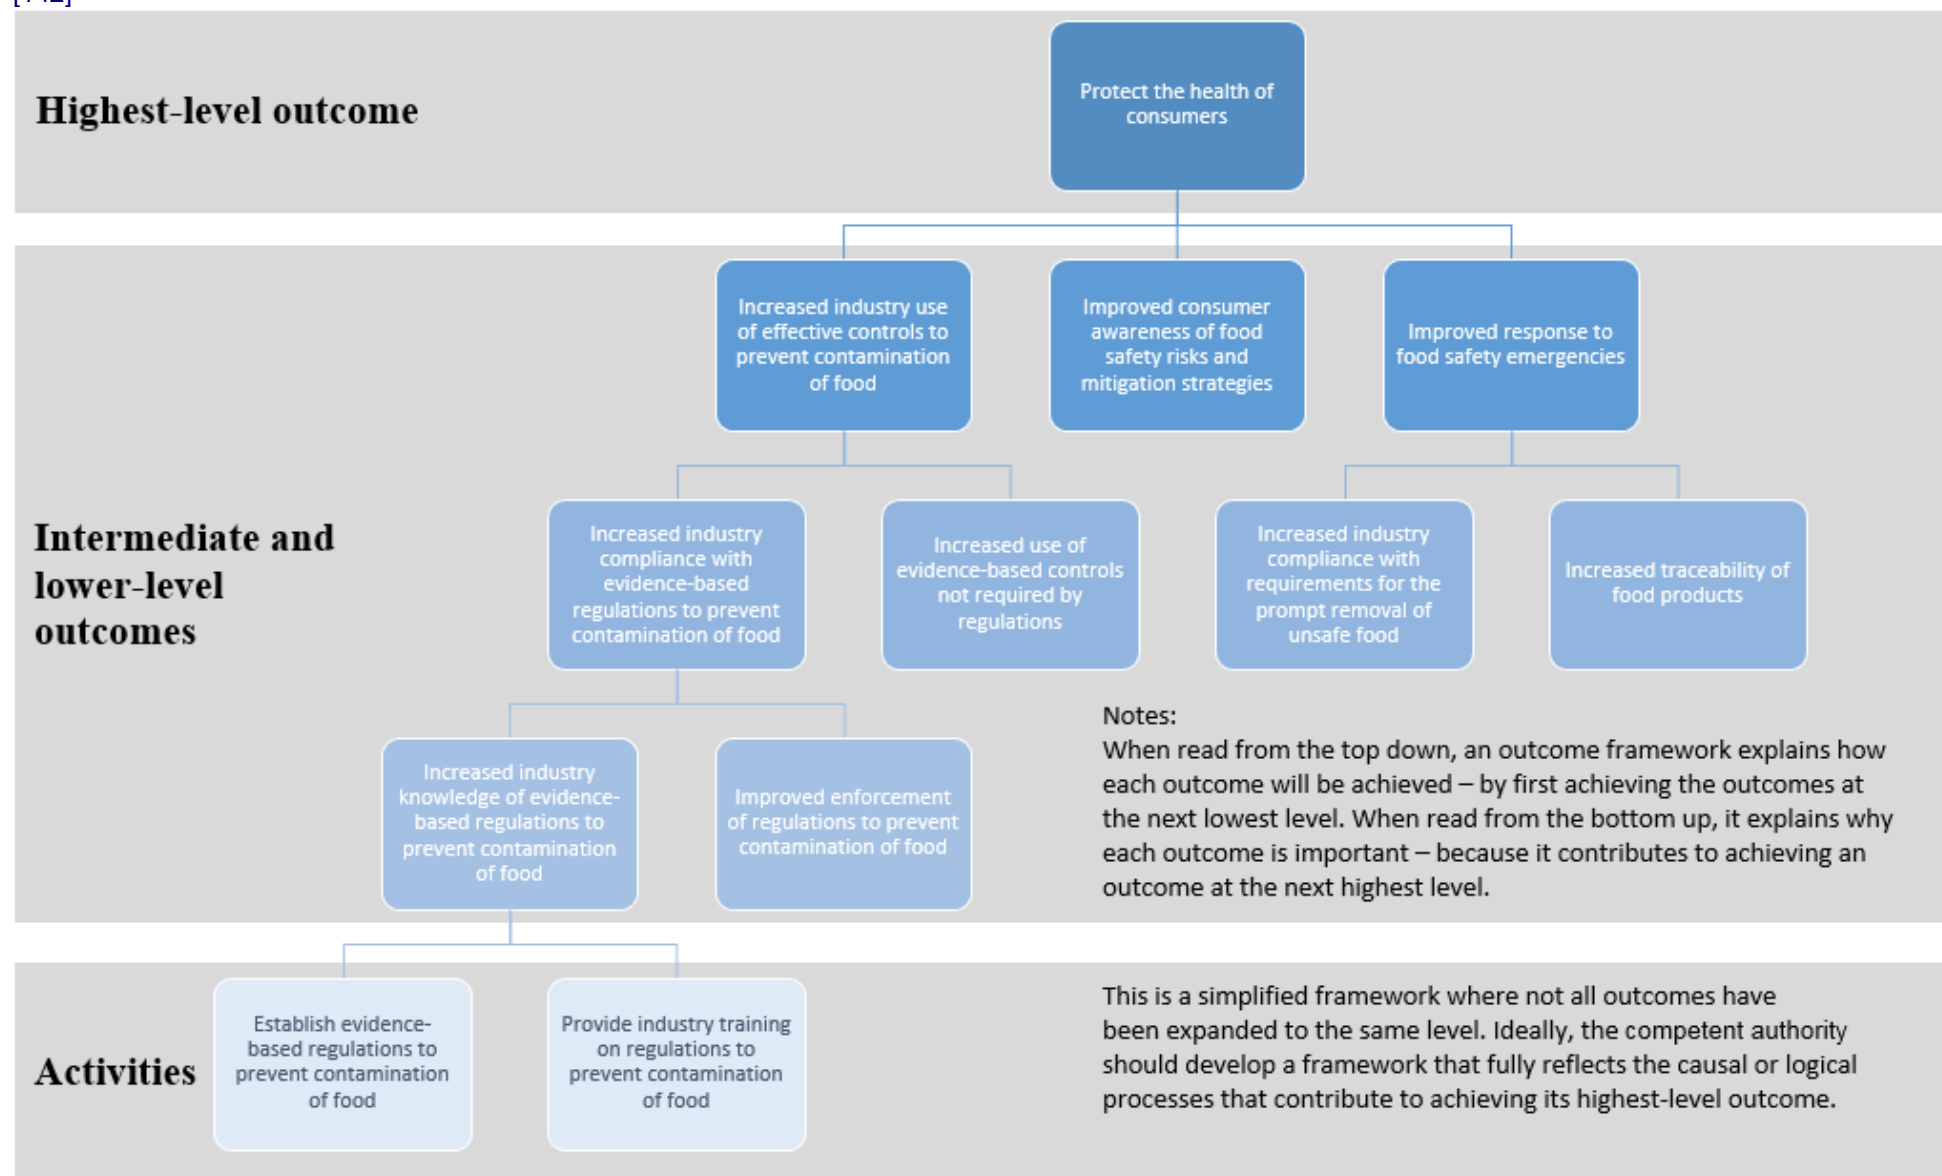 Highest-level outcome
Protect the health of
consumers
Increased industry use
of effective controls to
prevent contamination
of food
Improved consumer
awareness of food
safety risks and
mitigation strategies
Improved response to
food safety emergencies
Intermediate and
lower-level
outcomes
Increased industry
compliance with
evidence-based
regulations to prevent
contamination of food
Increased use of
evidence-based controls
not required by
regulations
Increased industry
compliance with
requirements for the
prompt removal of
unsafe food
Increased traceability of
food products
Increased industry
knowledge of evidence-
based regulations to
prevent contamination
of food
Improved enforcement
of regulations to prevent
contamination of food
Notes:
When read from the top down, an outcome framework explains how
each outcome will be achieved – by first achieving the outcomes at
the next lowest level. When read from the bottom up, it explains why
each outcome is important – because it contributes to achieving an
outcome at the next highest level.
Activities
Establish evidence-
based regulations to
prevent contamination
of food
Provide industry training
on regulations to
prevent contamination
of food
This is a simplified framework where not all outcomes have
been expanded to the same level. Ideally, the competent authority
should develop a framework that fully reflects the causal or logical
processes that contribute to achieving its highest-level outcome.